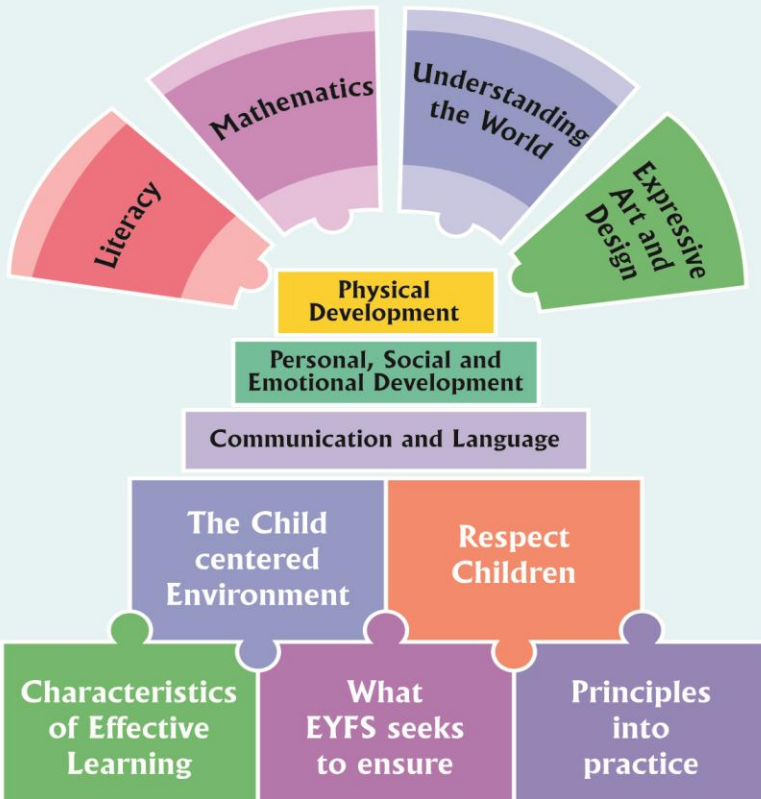 Literacy
Mathematics
Understanding
the World
Expressive
Art and
Design
Physical
Development
Personal, Social and
Emotional Development
Communication and Language
The Child
centered
Environment
Respect
Children
Characteristics
of Effective
Learning
What
EYFS seeks
to ensure
Principles
into
practice